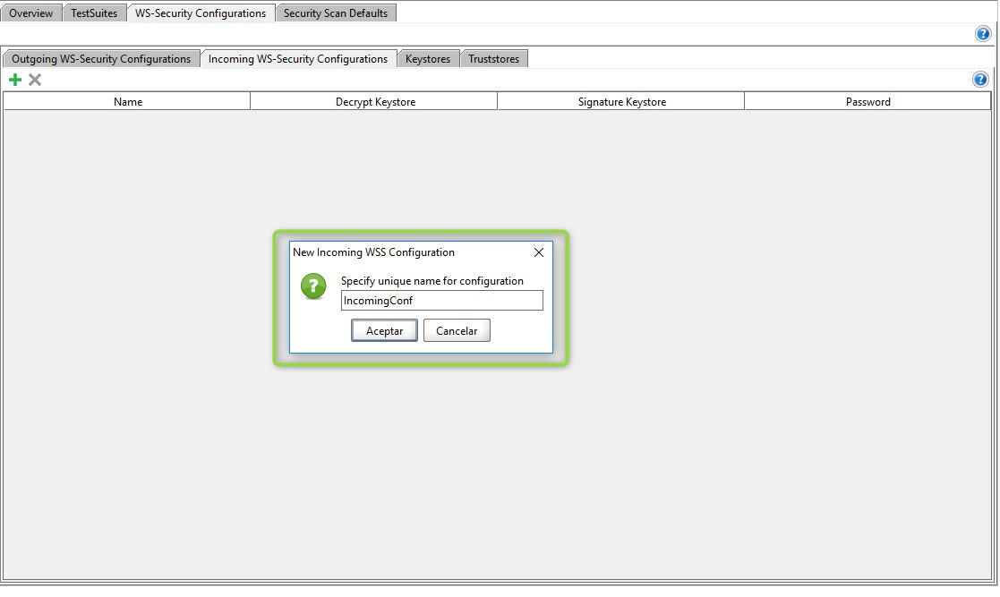 Overview TestSuites WS-Security Configurations Security Scan Defaults
?
Outgoing WS-Security Configurations Incoming WS-Security Configurations Keystores Truststores
?
Name Decrypt Keystore Signature Keystore Password
New Incoming WSS Configuration
?
Specify unique name for configuration
IncomingConf
Aceptar Cancelar